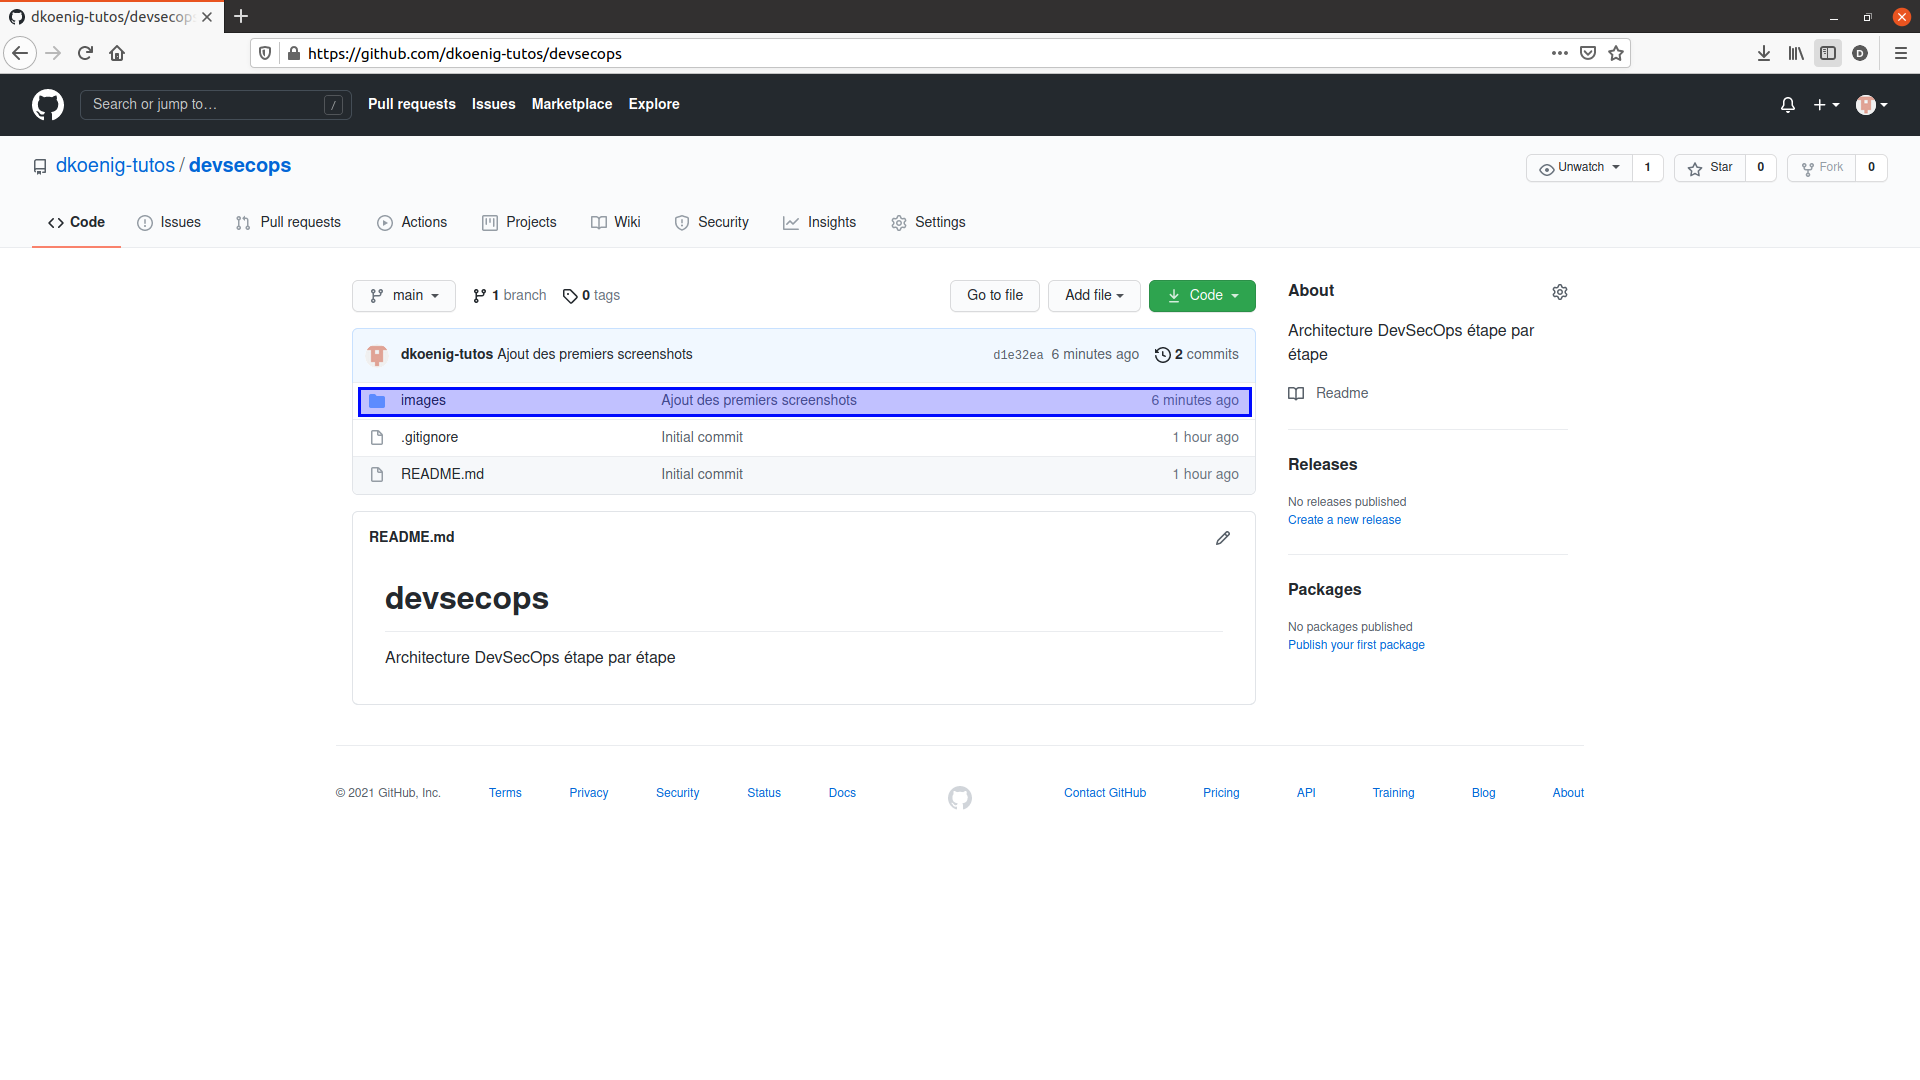 dkoenig-tutos/devsecop
https://github.com/dkoenig-tutos/devsecops
D
Search or jump to… /
Pull requests Issues Marketplace Explore
dkoenig-tutos / devsecops
Unwatch 1 Star 0 Fork 0
Code Issues Pull requests Actions Projects Wiki Security Insights Settings
main 1 branch 0 tags Go to file Add file Code
dkoenig-tutos Ajout des premiers screenshots d1e32ea 6 minutes ago 2 commits
images Ajout des premiers screenshots 6 minutes ago
.gitignore Initial commit 1 hour ago
README.md Initial commit 1 hour ago
README.md
devsecops
Architecture DevSecOps étape par étape
About
Architecture DevSecOps étape par
étape
Readme
Releases
No releases published
Create a new release
Packages
No packages published
Publish your first package
© 2021 GitHub, Inc. Terms Privacy Security Status Docs Contact GitHub Pricing API Training Blog About